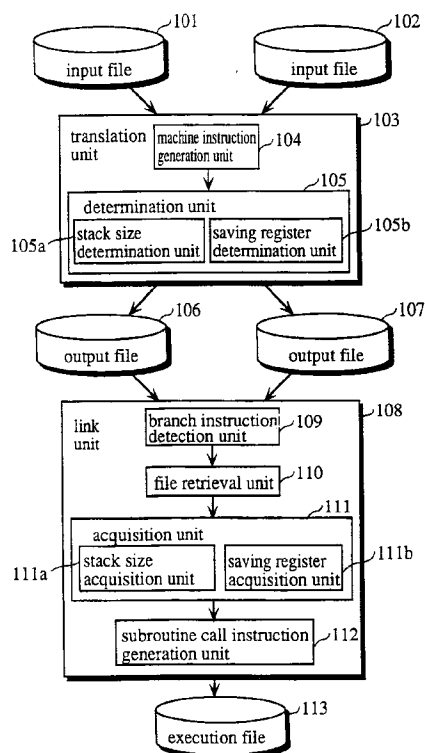 101
102
input file
input file
103
translation
unit
machine instruction
generation unit
104
105
determination unit
105a
stack size
determination unit
saving register
determination unit
105b
106
107
output file
output file
108
link
unit
branch instruction
detection unit
109
file retrieval unit
110
111
acquisition unit
111a
stack size
acquisition unit
saving register
acquisition unit
111b
subroutine call instruction
generation unit
112
113
execution file